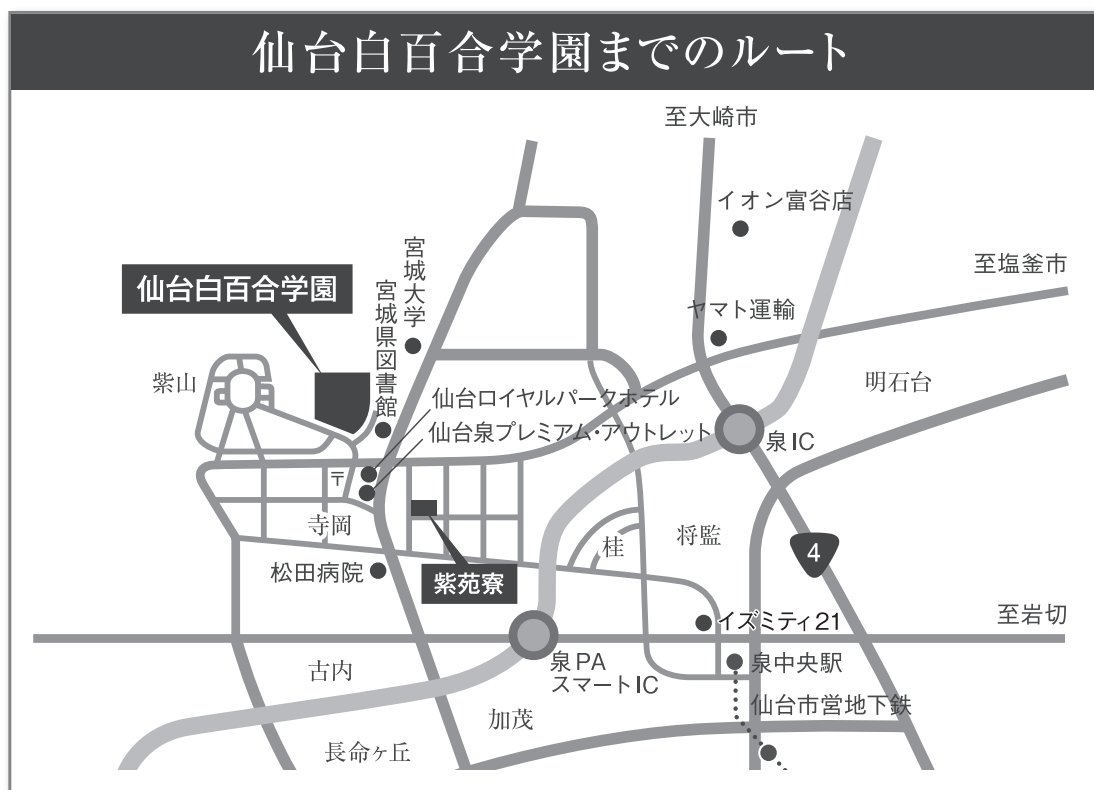 仙台白百合学園までのルート
至大崎市
イオン富谷店
至塩釜市
宮城大学
仙台白百合学園
宮城県図書館
ヤマト運輸
紫山
明石台
仙台ロイヤルパークホテル
仙台泉プレミアム・アウトレット
泉IC
〒
寺岡
桂
将監
4
松田病院
紫苑寮
イズミティ21
至岩切
泉PA
スマートIC
泉中央駅
古内
仙台市営地下鉄
加茂
長命ヶ丘